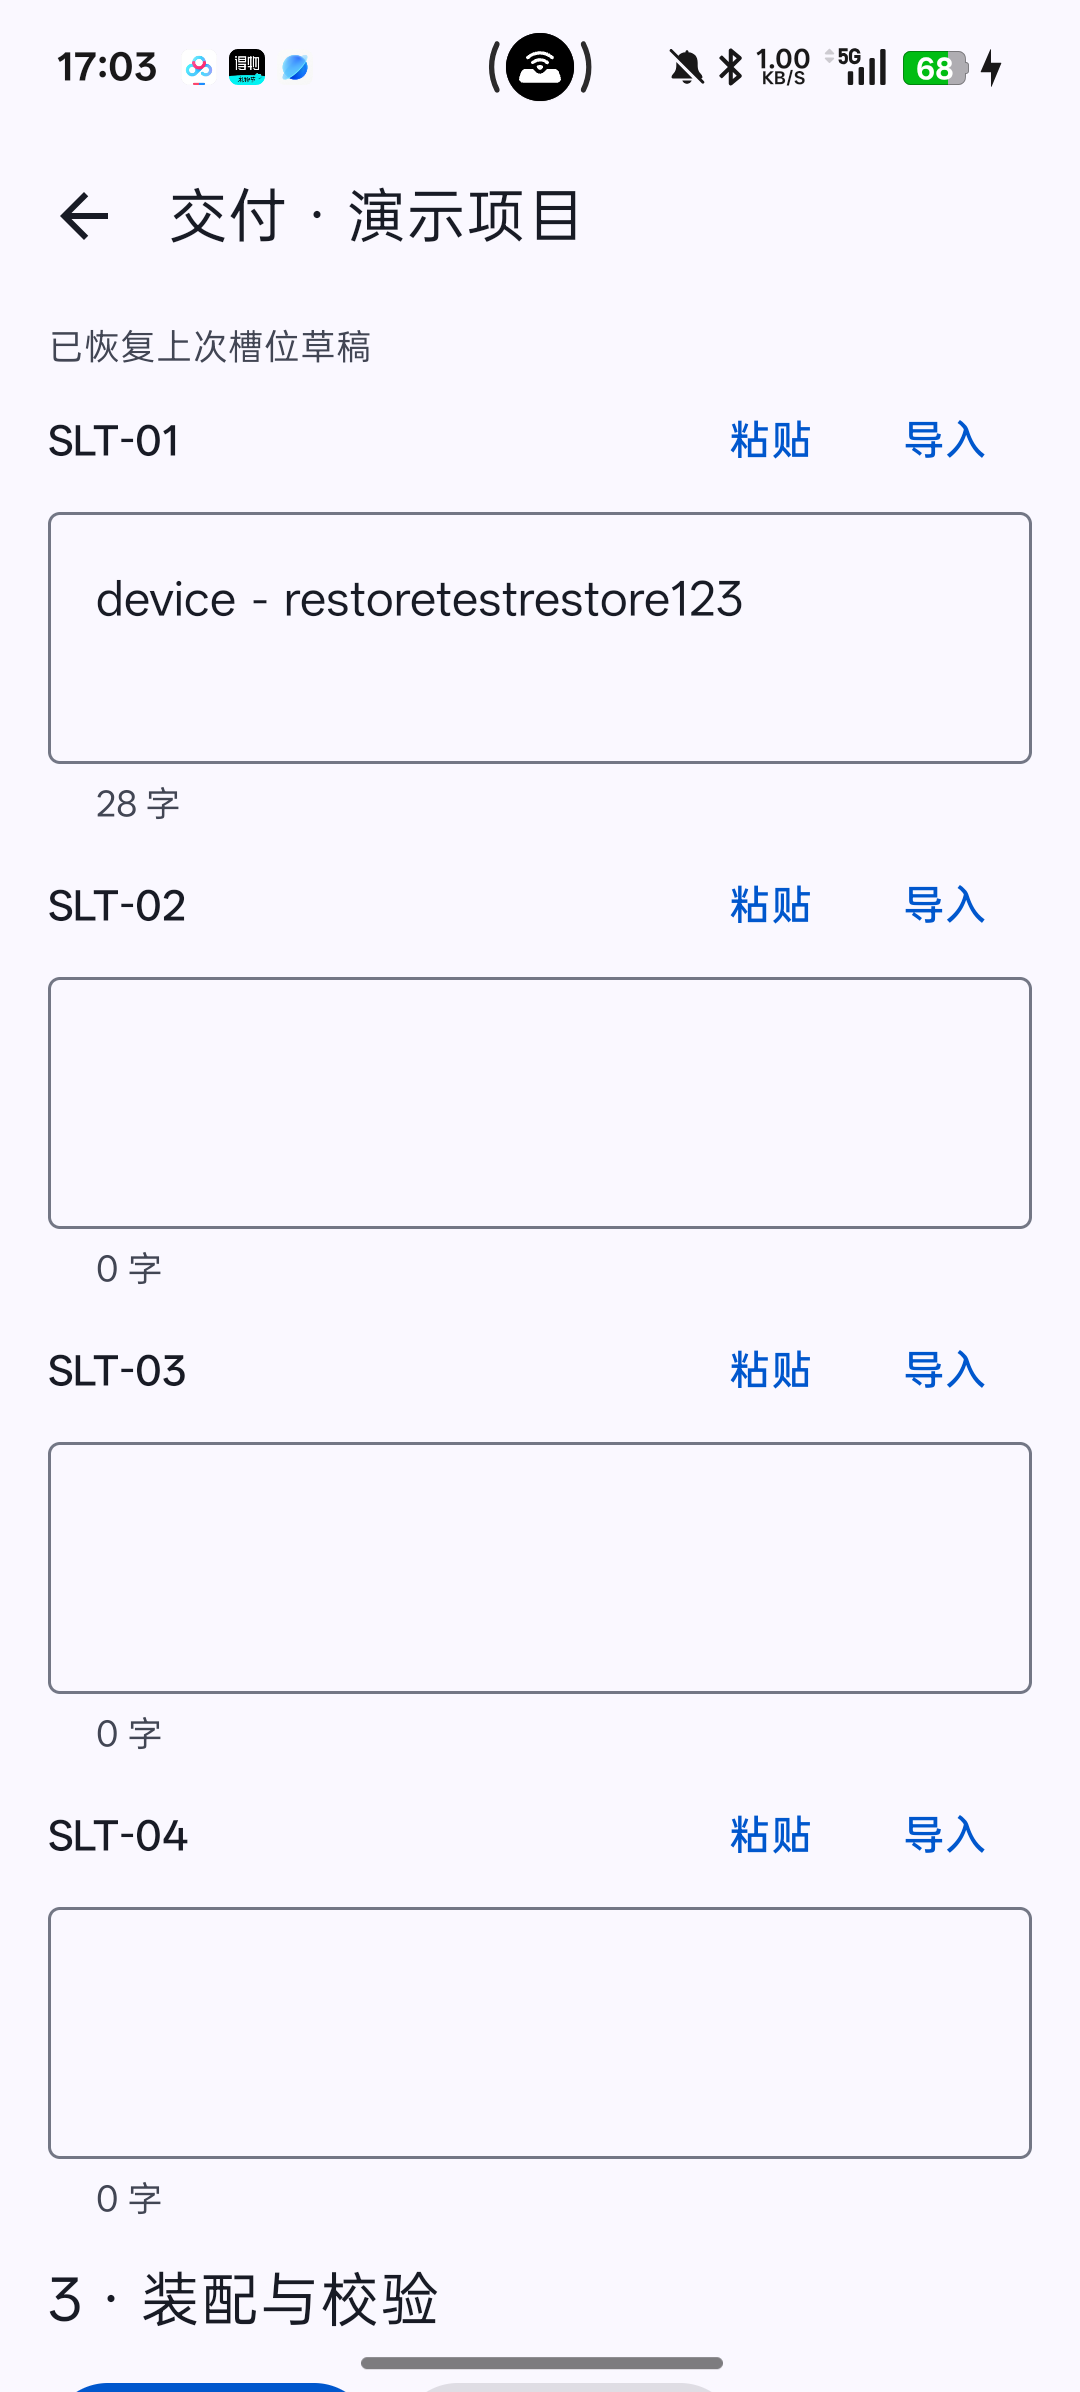 17:03
得物
1.00
KB/S
5G
68
交付 · 演示项目
已恢复上次槽位草稿
SLT-01
粘贴
导入
device - restoretestrestore123
28 字
SLT-02
粘贴
导入
0 字
SLT-03
粘贴
导入
0 字
SLT-04
粘贴
导入
0 字
3 · 装配与校验